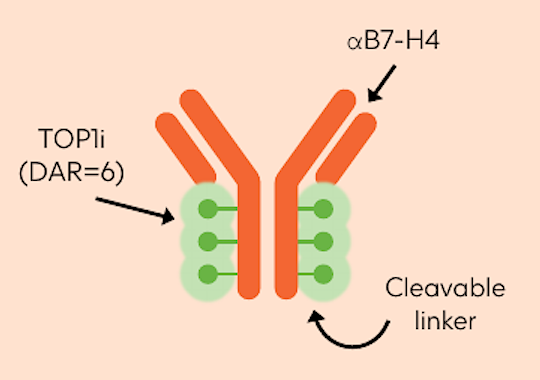 αB7-H4
TOP1i
(DAR=6)
Cleavable
linker